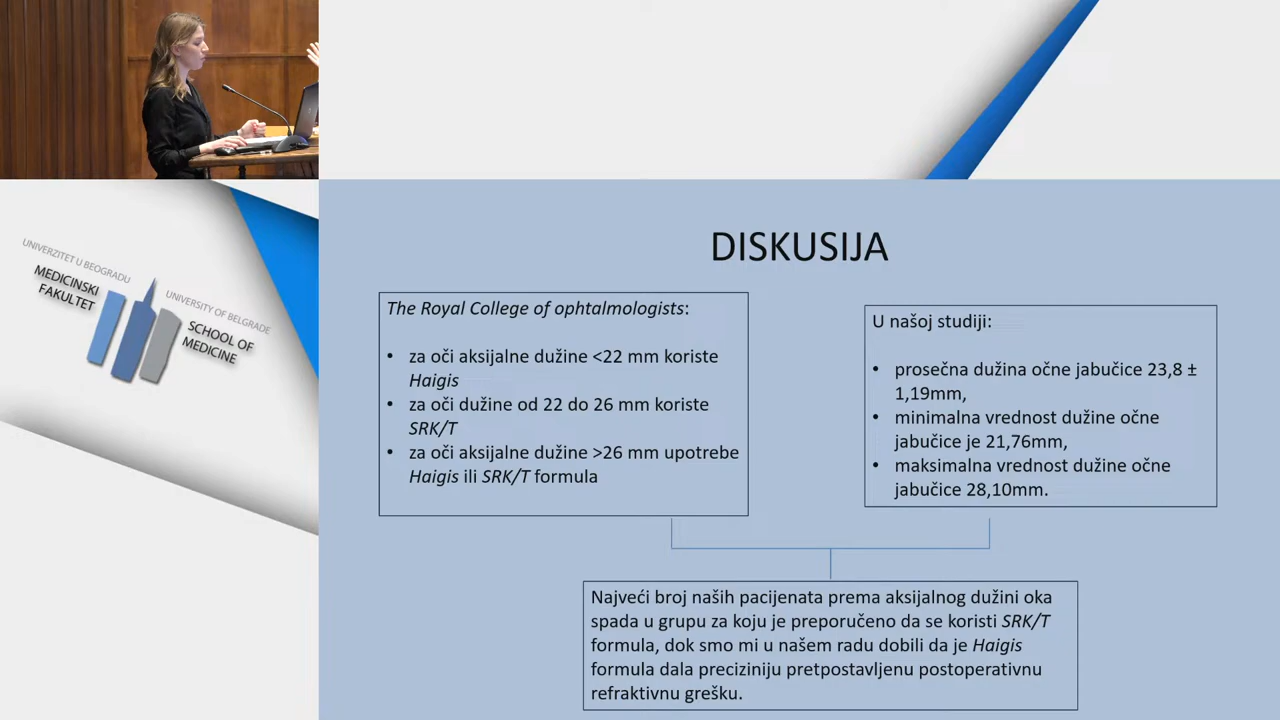 UNIVERZITET U BEOGRADU
MEDICINSKI
FAKULTET
UNIVERSITY OF BELGRADE
SCHOOL OF
MEDICINE
DISKUSIJA
The Royal College of ophtalmologists:
• za oči aksijalne dužine <22 mm koriste
Haigis
• za oči dužine od 22 do 26 mm koriste
SRK/T
• za oči aksijalne dužine >26 mm upotrebe
Haigis ili SRK/T formula
U našoj studiji:
• prosečna dužina očne jabučice 23,8 ±
1,19mm,
• minimalna vrednost dužine očne
jabučice je 21,76mm,
• maksimalna vrednost dužine očne
jabučice 28,10mm.
Najveći broj naših pacijenata prema aksijalnog dužini oka
spada u grupu za koju je preporučeno da se koristi SRK/T
formula, dok smo mi u našem radu dobili da je Haigis
formula dala preciziniju pretpostavljenu postoperativnu
refraktivnu grešku.